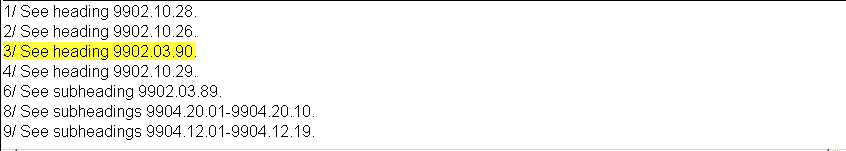 1/ See heading 9902.10.28.
2/ See heading 9902.10.26.
3/ See heading 9902.03.90.
4/ See heading 9902.10.29.
6/ See subheading 9902.03.89.
8/ See subheadings 9904.20.01-9904.20.10.
9/ See subheadings 9904.12.01-9904.12.19.